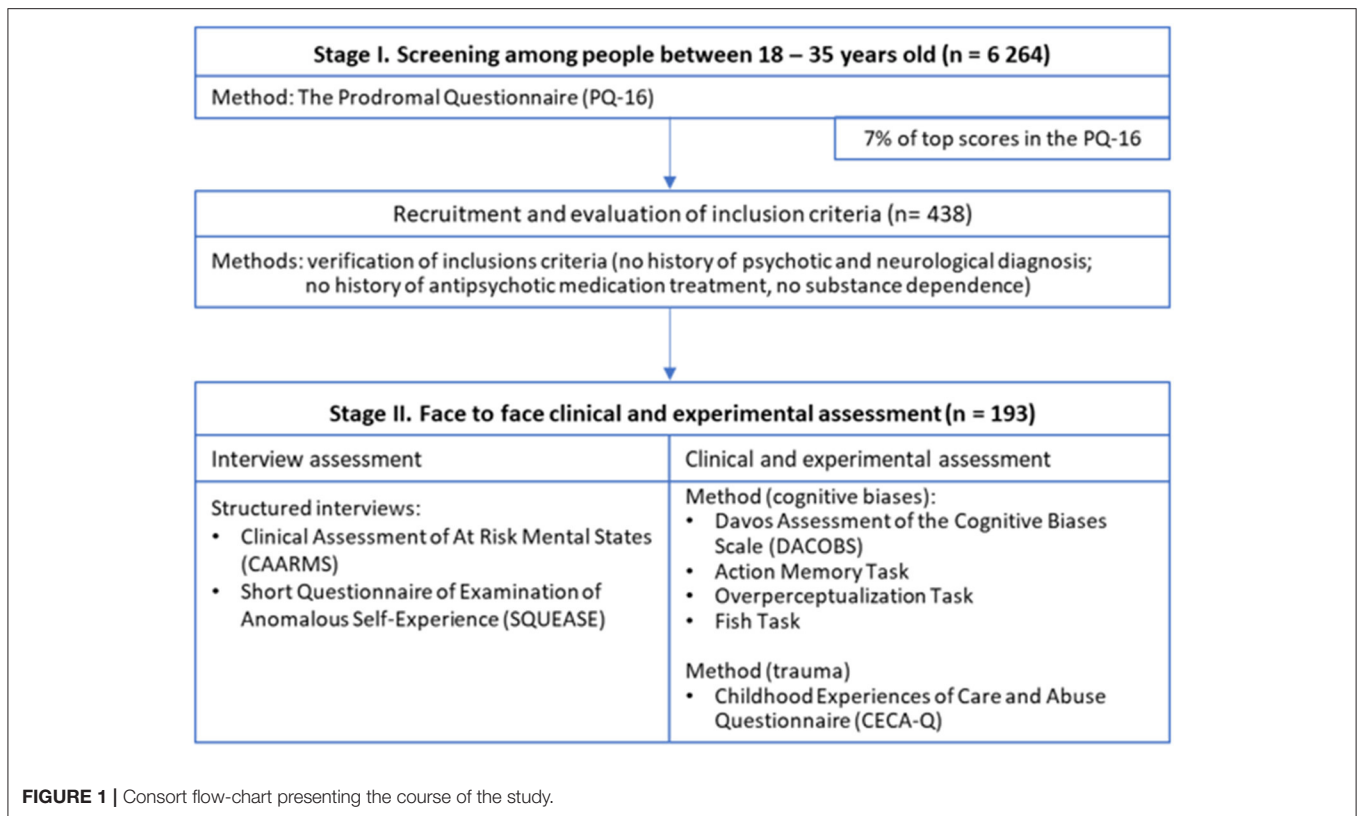 Stage I. Screening among people between 18 – 35 years old (n = 6 264)
Method: The Prodromal Questionnaire (PQ-16)
7% of top scores in the PQ-16
Recruitment and evaluation of inclusion criteria (n= 438)
Methods: verification of inclusions criteria (no history of psychotic and neurological diagnosis;
no history of antipsychotic medication treatment, no substance dependence)
Stage II. Face to face clinical and experimental assessment (n = 193)
Interview assessment
Structured interviews:
• Clinical Assessment of At Risk Mental States
(CAARMS)
• Short Questionnaire of Examination of
Anomalous Self-Experience (SQUEASE)
Clinical and experimental assessment
Method (cognitive biases):
• Davos Assessment of the Cognitive Biases
Scale (DACOBS)
• Action Memory Task
• Overperceptualization Task
• Fish Task
Method (trauma)
• Childhood Experiences of Care and Abuse
Questionnaire (CECA-Q)
FIGURE 1 | Consort flow-chart presenting the course of the study.